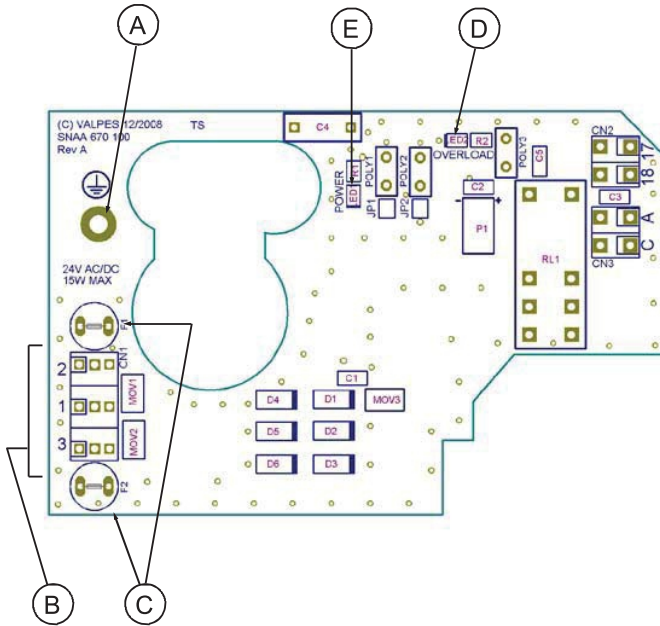 A
E
D
(C) VALPES 12/2008
SNAA 670 100
Rev A
TS
C4
POWER
R1
ED1
POLY1
POLY2
JP1
JP2
ED2
R2
OVERLOAD
POLY3
C5
C2
- +
P1
RL1
CN2
17
18
C3
A
C
CN3
24V AC/DC
15W MAX
F1
CN1
2
1
3
MOV1
MOV2
F2
C1
D4
D1
MOV3
D5
D2
D6
D3
B
C